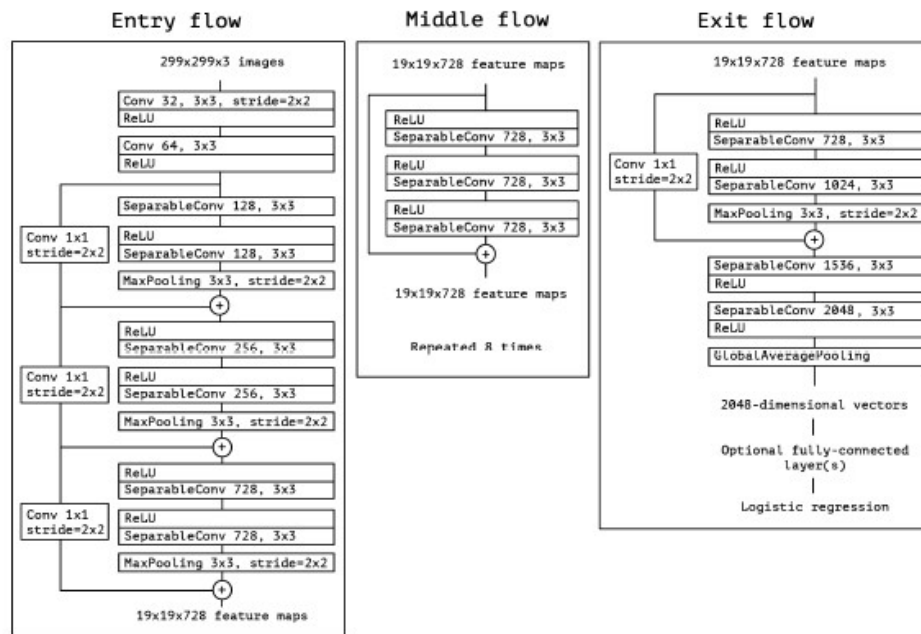 Entry flow
299x299x3 images
Conv 32, 3x3, stride=2x2
ReLU
Conv 64, 3x3
ReLU
SeparableConv 128, 3x3
Conv 1x1
stride=2x2
ReLU
SeparableConv 128, 3x3
MaxPooling 3x3, stride=2x2
+
ReLU
SeparableConv 256, 3x3
Conv 1x1
stride=2x2
ReLU
SeparableConv 256, 3x3
MaxPooling 3x3, stride=2x2
+
ReLU
SeparableConv 728, 3x3
Conv 1x1
stride=2x2
ReLU
SeparableConv 728, 3x3
MaxPooling 3x3, stride=2x2
+
19x19x728 feature maps
Middle flow
19x19x728 feature maps
ReLU
SeparableConv 728, 3x3
ReLU
SeparableConv 728, 3x3
ReLU
SeparableConv 728, 3x3
+
19x19x728 feature maps
Repeated 8 times
Exit flow
19x19x728 feature maps
ReLU
SeparableConv 728, 3x3
Conv 1x1
stride=2x2
ReLU
SeparableConv 1024, 3x3
MaxPooling 3x3, stride=2x2
+
SeparableConv 1536, 3x3
ReLU
SeparableConv 2048, 3x3
ReLU
GlobalAveragePooling
2048-dimensional vectors
Optional fully-connected
layer(s)
Logistic regression